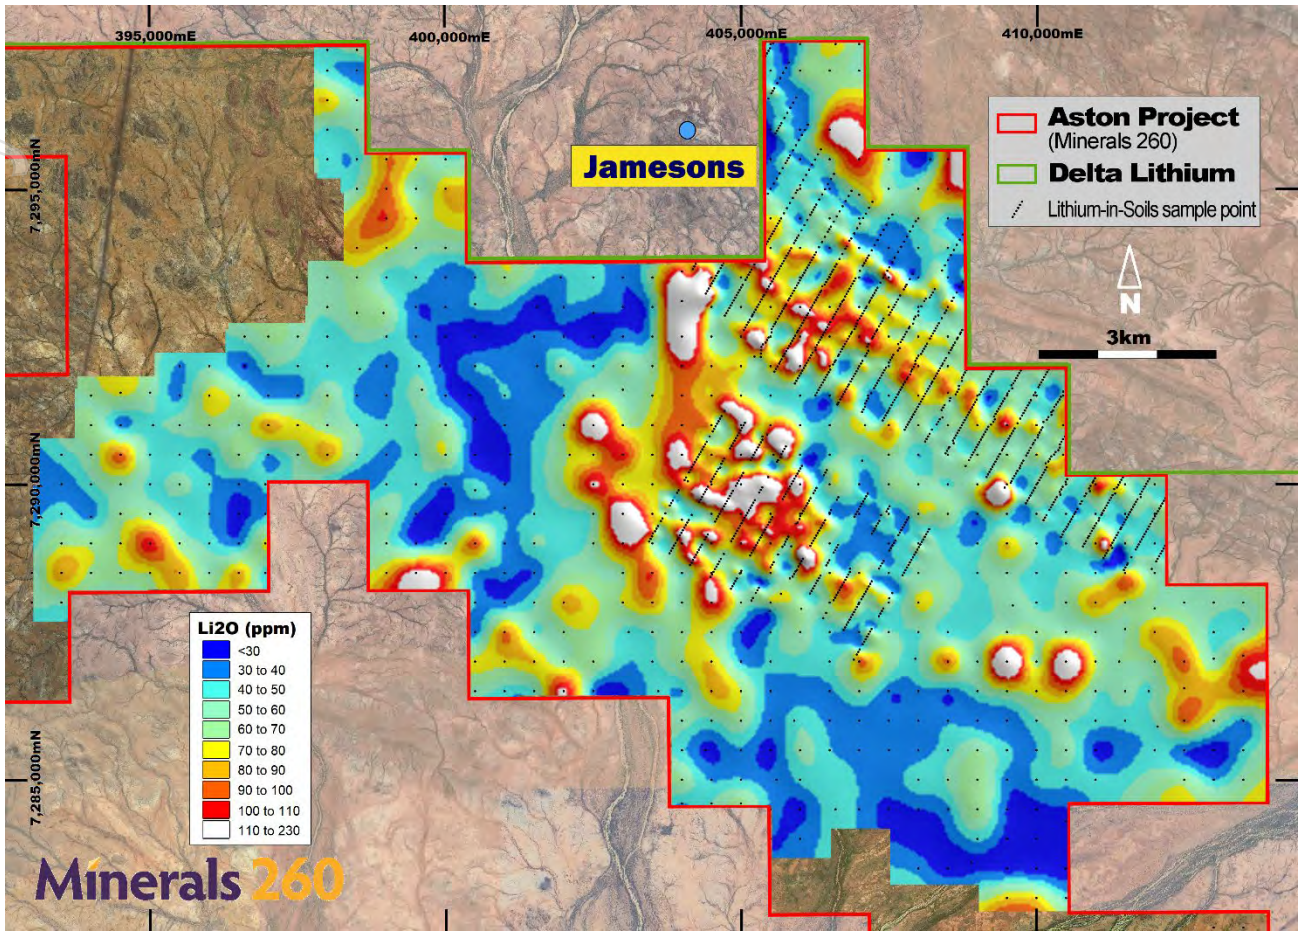 395,000mE
400,000mE
405,000mE
410,000mE
7,295,000mN
7,290,000mN
7,285,000mN
Jamesons
Aston Project
(Minerals 260)
Delta Lithium
Lithium-in-Soils sample point
N
3km
Li2O (ppm)
<30
30 to 40
40 to 50
50 to 60
60 to 70
70 to 80
80 to 90
90 to 100
100 to 110
110 to 230
Minerals 260